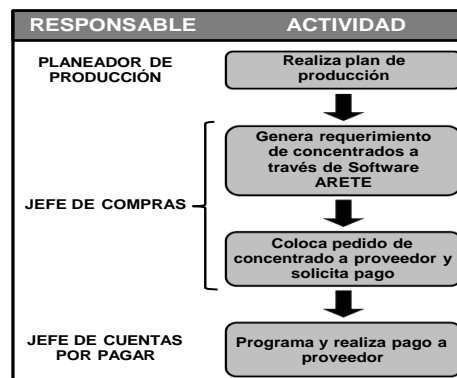 RESPONSABLE
ACTIVIDAD
PLANEADOR DE
PRODUCCIÓN
Realiza plan de
producción
JEFE DE COMPRAS
Genera requerimiento
de concentrados a
través de Software
ARETE
Coloca pedido de
concentrado a proveedor y
solicita pago
JEFE DE CUENTAS
POR PAGAR
Programa y realiza pago a
proveedor